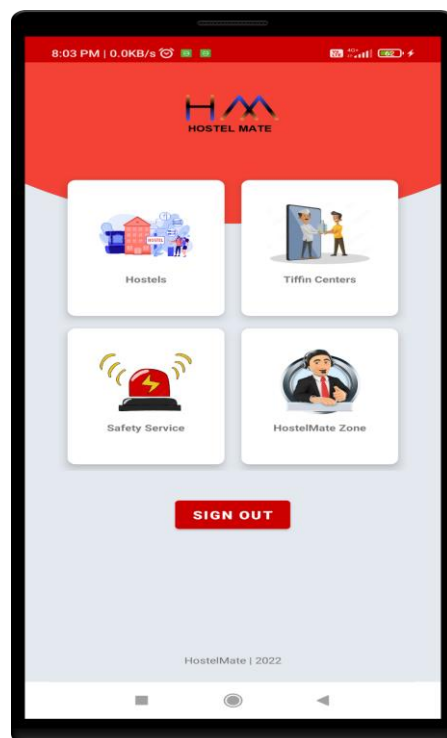 8:03 PM | 0.0KB/s
HOSTEL MATE
HOSTEL
Hostels
Tiffin Centers
Safety Service
HostelMate Zone
SIGN OUT
HostelMate | 2022